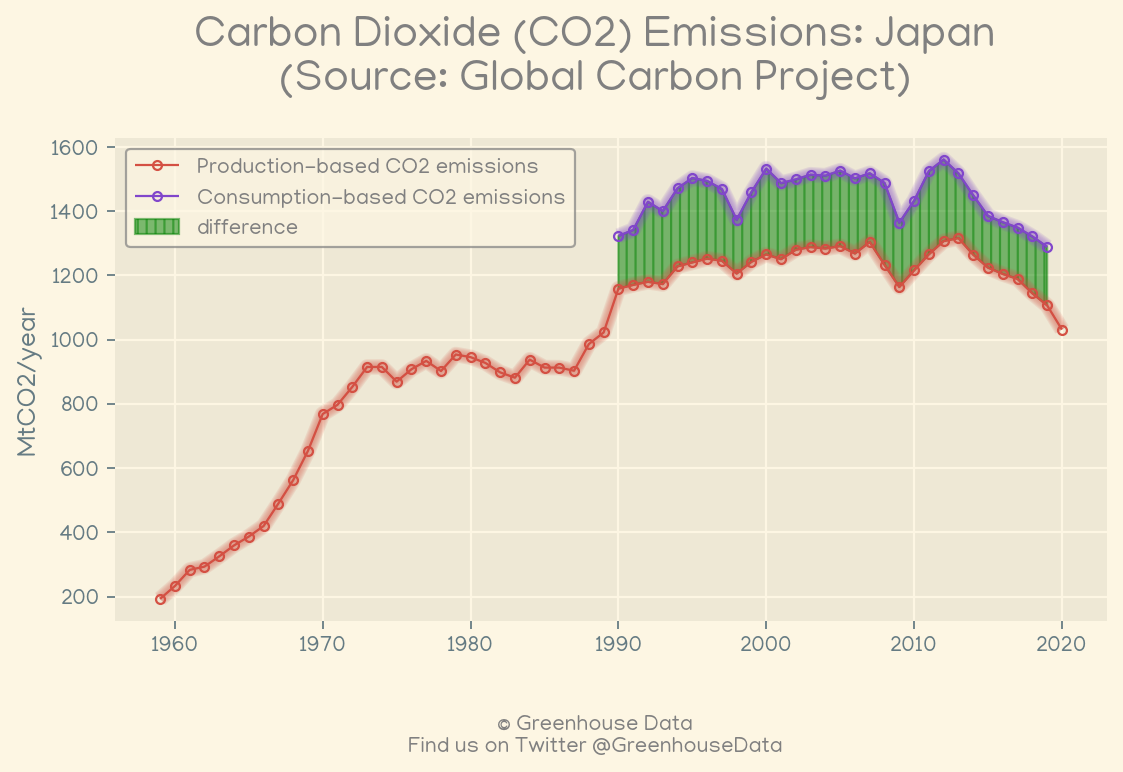 Carbon Dioxide (CO2) Emissions: Japan
(Source: Global Carbon Project)
Production-based CO2 emissions
Consumption-based CO2 emissions
difference
MtCO2/year
1600
1400
1200
1000
800
600
400
200
1960 1970 1980 1990 2000 2010 2020
© Greenhouse Data
Find us on Twitter @GreenhouseData